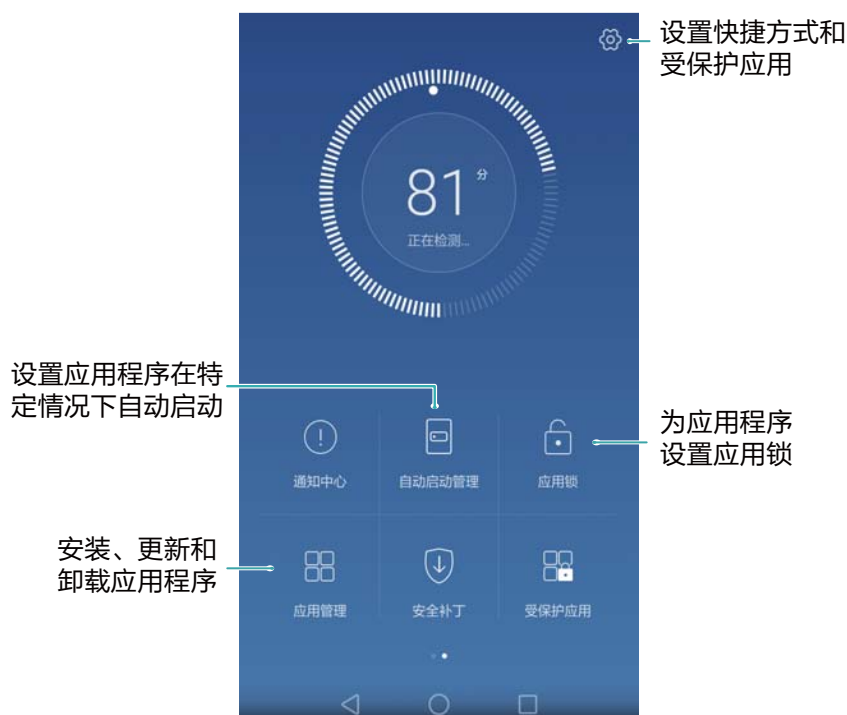 设置快捷方式和
受保护应用
81分
正在检测...
设置应用程序在特
定情况下自动启动
为应用程序
设置应用锁
通知中心
自动启动管理
应用锁
安装、更新和
卸载应用程序
应用管理
安全补丁
受保护应用